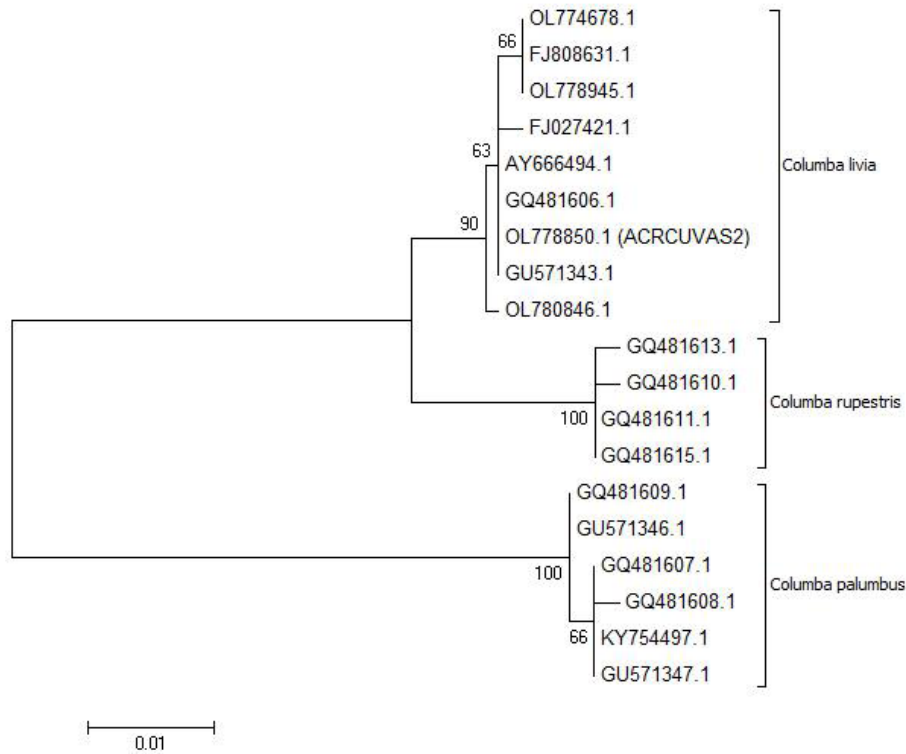 OL774678.1
66
FJ808631.1
OL778945.1
FJ027421.1
63
AY666494.1
Columba livia
GQ481606.1
90
OL778850.1 (ACRCUVAS2)
GU571343.1
OL780846.1
GQ481613.1
GQ481610.1
Columba rupestris
100
GQ481611.1
GQ481615.1
GQ481609.1
GU571346.1
GQ481607.1
100
Columba palumbus
GQ481608.1
66
KY754497.1
GU571347.1
0.01